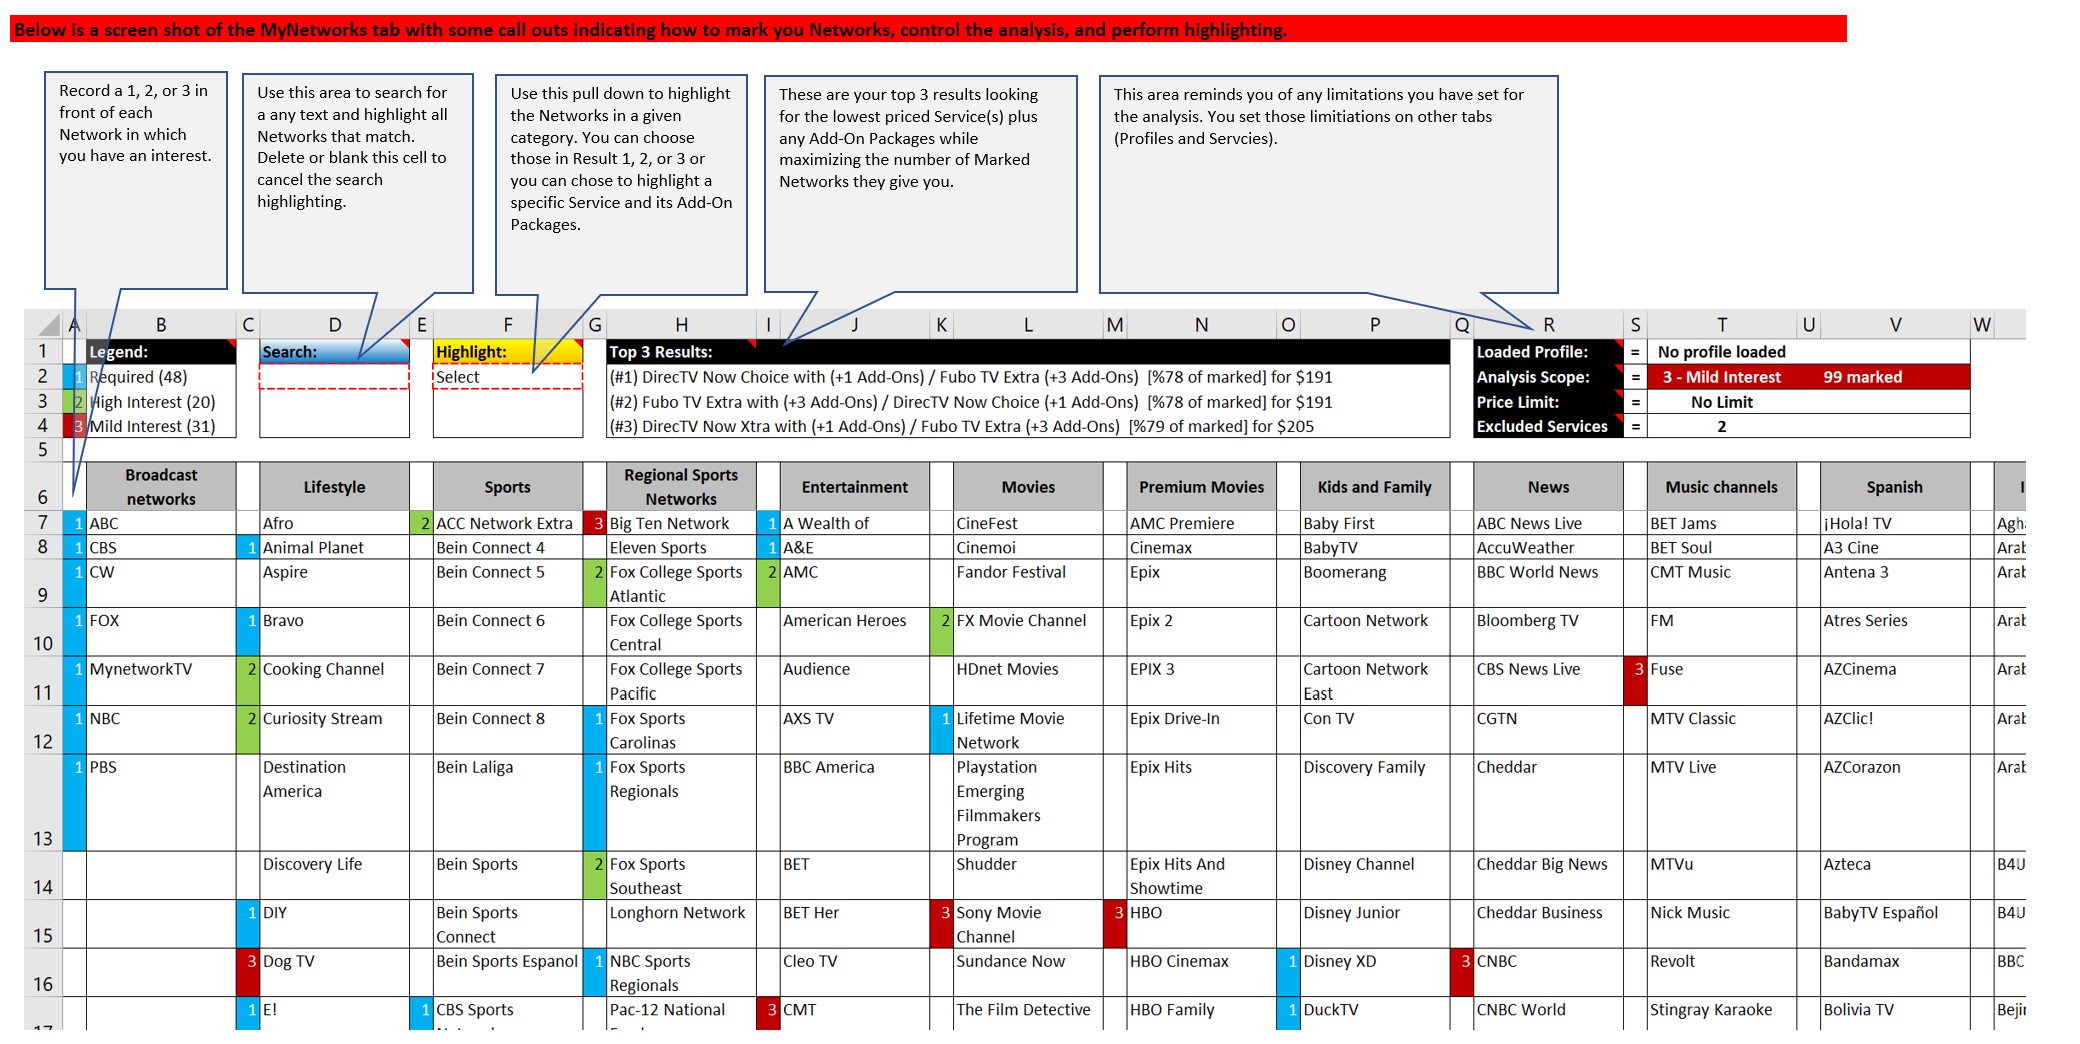 Below is a screen shot of the MyNetworks tab with some call outs indicating how to mark you Networks, control the analysis, and perform highlighting.
Record a 1, 2, or 3 in
front of each
Network in which
you have an interest.
Use this area to search for
a any text and highlight all
Networks that match.
Delete or blank this cell to
cancel the search
highlighting.
Use this pull down to highlight
the Networks in a given
category. You can choose
those in Result 1, 2, or 3 or
you can chose to highlight a
specific Service and its Add-On
Packages.
These are your top 3 results looking
for the lowest priced Service(s) plus
any Add-On Packages while
maximizing the number of Marked
Networks they give you.
This area reminds you of any limitations you have set for
the analysis. You set those limitiations on other tabs
(Profiles and Servcies).
A B C D E F G H I J K L M N O P Q R S T U V W
1 Legend: Search: Highlight: Top 3 Results: Loaded Profile: = No profile loaded
2 1 Required (48) Select (#1) DirecTV Now Choice with (+1 Add-Ons) / Fubo TV Extra (+3 Add-Ons) [%78 of marked] for $191 Analysis Scope: = 3 - Mild Interest 99 marked
3 2 High Interest (20) (#2) Fubo TV Extra with (+3 Add-Ons) / DirecTV Now Choice (+1 Add-Ons) [%78 of marked] for $191 Price Limit: = No Limit
4 3 Mild Interest (31) (#3) DirecTV Now Xtra with (+1 Add-Ons) / Fubo TV Extra (+3 Add-Ons) [%79 of marked] for $205 Excluded Services = 2
5
6 Broadcast networks Lifestyle Sports Regional Sports Networks Entertainment Movies Premium Movies Kids and Family News Music channels Spanish
7 1 ABC Afro 2 ACC Network Extra 3 Big Ten Network 1 A Wealth of CineFest AMC Premiere Baby First ABC News Live BET Jams ¡Hola! TV Agh
8 1 CBS 1 Animal Planet Bein Connect 4 Eleven Sports 1 A&E Cinemoi Cinemax BabyTV AccuWeather BET Soul A3 Cine Arab
9 1 CW Aspire Bein Connect 5 2 Fox College Sports Atlantic 2 AMC Fandor Festival Epix Boomerang BBC World News CMT Music Antena 3 Arab
10 1 FOX 1 Bravo Bein Connect 6 Fox College Sports Central American Heroes 2 FX Movie Channel Epix 2 Cartoon Network Bloomberg TV FM Atres Series Arab
11 1 MynetworkTV 2 Cooking Channel Bein Connect 7 Fox College Sports Pacific Audience HDnet Movies EPIX 3 Cartoon Network East CBS News Live 3 Fuse AZCinema Arab
12 1 NBC 2 Curiosity Stream Bein Connect 8 1 Fox Sports Carolinas AXS TV 1 Lifetime Movie Network Epix Drive-In Con TV CGTN MTV Classic AZClic! Arab
13 1 PBS Destination America Bein Laliga 1 Fox Sports Regionals BBC America Playstation Emerging Filmmakers Program Epix Hits Discovery Family Cheddar MTV Live AZCorazon Arab
14 Discovery Life Bein Sports 2 Fox Sports Southeast BET Shudder Epix Hits And Showtime Disney Channel Cheddar Big News MTVu Azteca B4U
15 1 DIY Bein Sports Connect Longhorn Network BET Her 3 Sony Movie Channel 3 HBO Disney Junior Cheddar Business Nick Music BabyTV Español B4U
16 3 Dog TV Bein Sports Espanol 1 NBC Sports Regionals Cleo TV Sundance Now HBO Cinemax 1 Disney XD 3 CNBC Revolt Bandamax BBC
1 E! 1 CBS Sports Pac-12 National 3 CMT The Film Detective HBO Family 1 DuckTV CNBC World Stingray Karaoke Bolivia TV